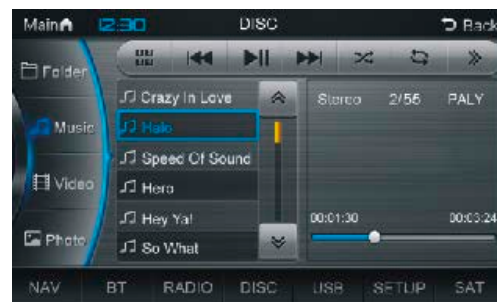 Main 12:30 DISC Back
Folder
Music
Video
Photo
Crazy In Love
Halo
Speed Of Sound
Hero
Hey Ya!
So What
Stereo 2/56 PALY
00:01:30 00:03:24
NAV BT RADIO DISC USB SETUP SAT